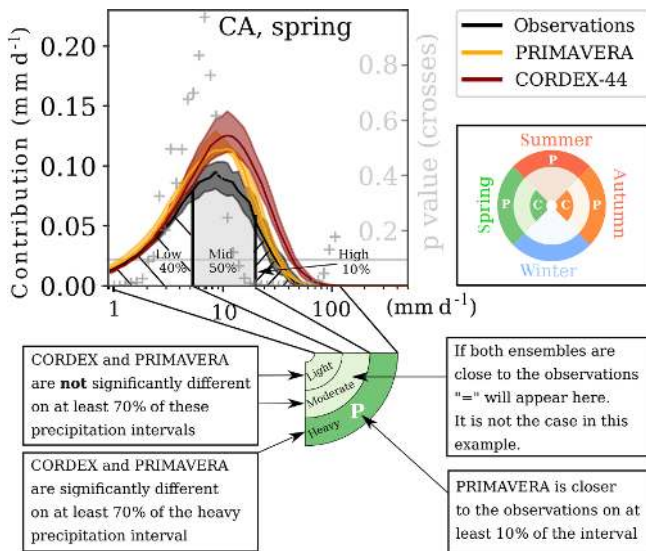 CA, spring
Contribution (mm d-1)
0.20
0.15
0.10
0.05
0.00
0.8
0.6
0.4
0.2
p value (crosses)
Low
40%
Mid
50%
High
10%
1
10
100
(mm d-1)
Observations
PRIMAVERA
CORDEX-44
Summer
Spring
Autumn
Winter
P
P
P
C
C
CORDEX and PRIMAVERA
are not significantly different
on at least 70% of these
precipitation intervals
CORDEX and PRIMAVERA
are significantly different
on at least 70% of the heavy
precipitation interval
Light
Moderate
Heavy
P
If both ensembles are
close to the observations
"=" will appear here.
It is not the case in this
example.
PRIMAVERA is closer
to the observations on at
least 10% of the interval